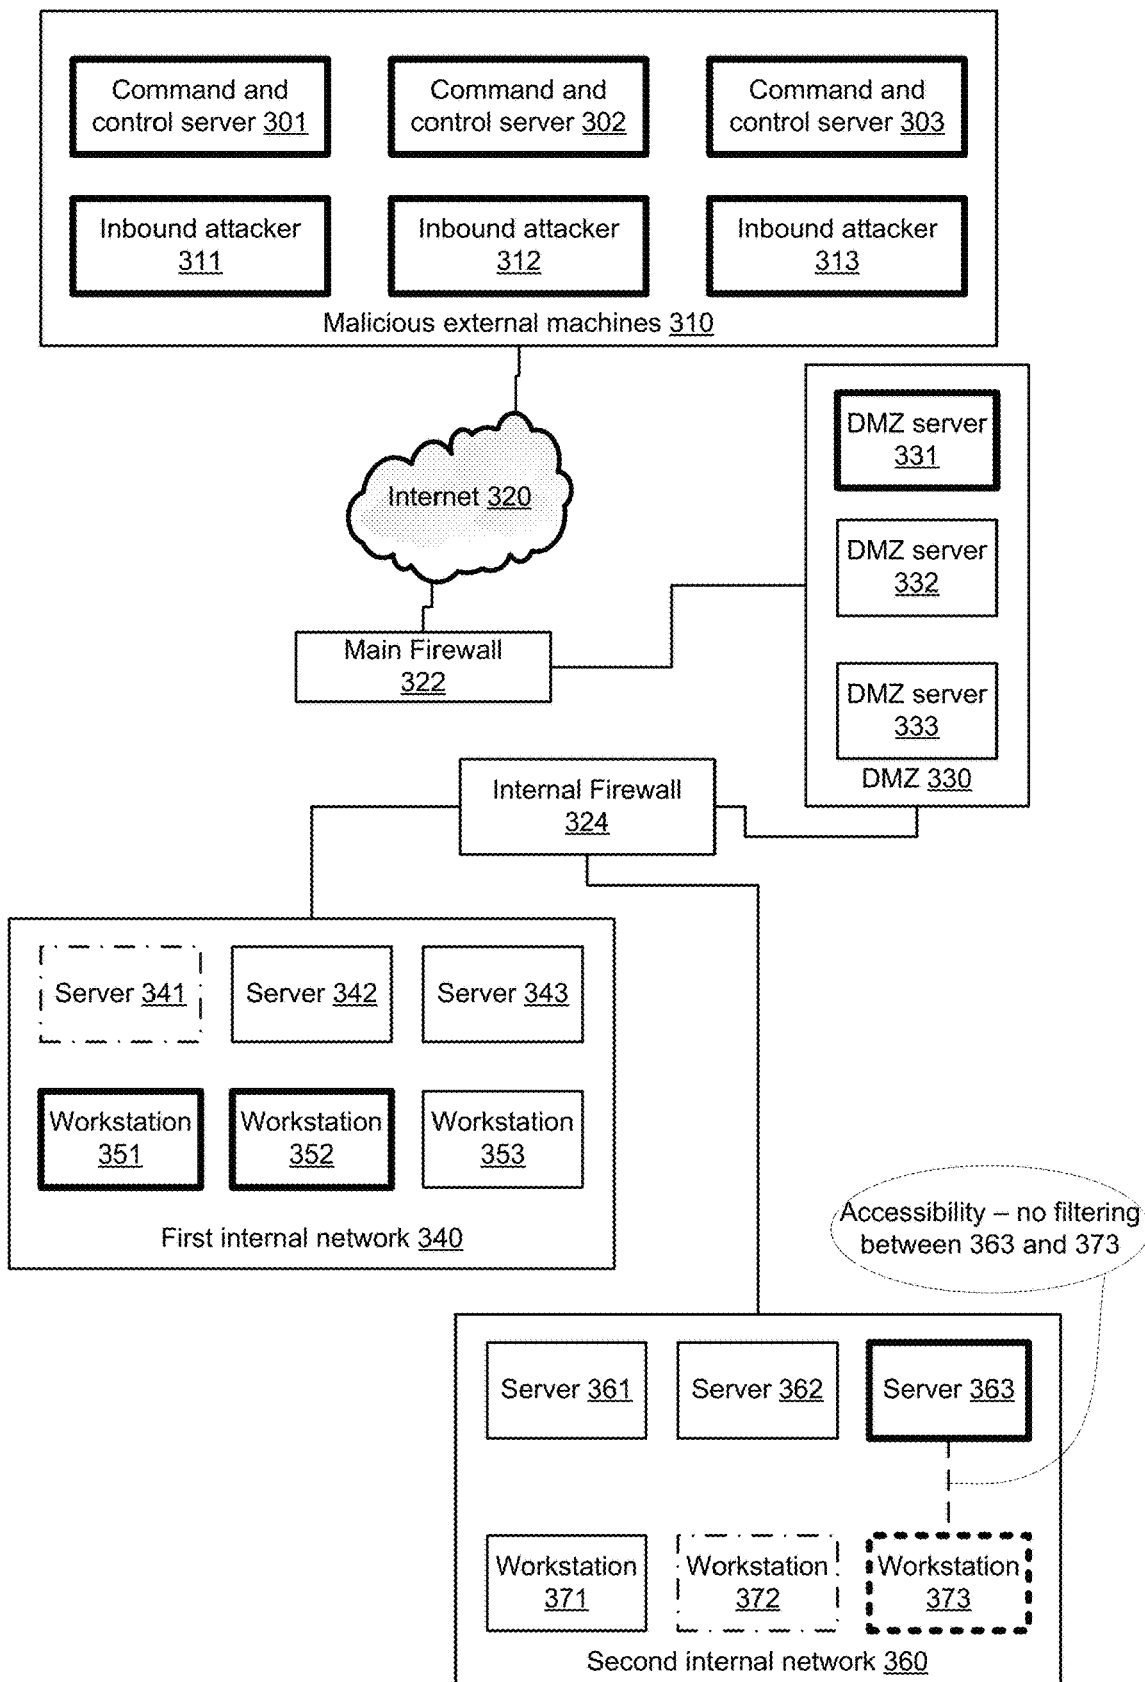 Command and
control server 301
Command and
control server 302
Command and
control server 303
Inbound attacker
311
Inbound attacker
312
Inbound attacker
313
Malicious external machines 310
Internet 320
DMZ server
331
DMZ server
332
DMZ server
333
DMZ 330
Main Firewall
322
Internal Firewall
324
Server 341
Server 342
Server 343
Workstation
351
Workstation
352
Workstation
353
First internal network 340
Accessibility – no filtering
between 363 and 373
Server 361
Server 362
Server 363
Workstation
371
Workstation
372
Workstation
373
Second internal network 360